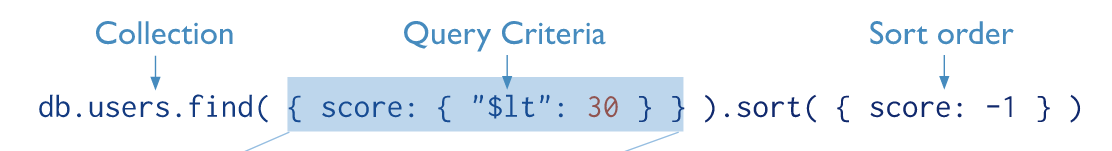 Collection Query Criteria Sort order
db.users.find( { score: { "$lt": 30 } } ).sort( { score: -1 } )